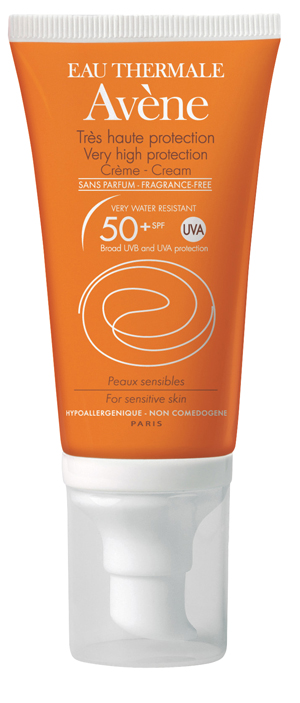 EAU THERMALE
Avène
Très haute protection
Very high protection
Crème - Cream
SANS PARFUM - FRAGRANCE-FREE
VERY WATER RESISTANT
50+ SPF UVA
Broad UVB and UVA protection
Peaux sensibles
For sensitive skin
HYPOALLERGENIQUE - NON COMEDOGENE
PARIS